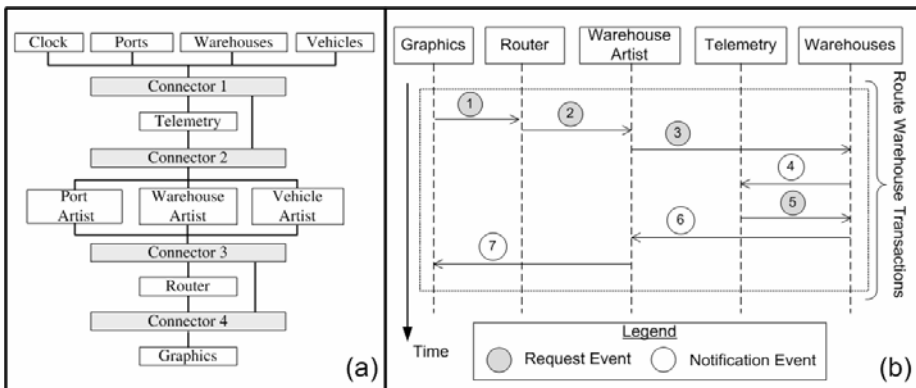 Clock Ports Warehouses Vehicles
Connector 1
Telemetry
Connector 2
Port Artist
Warehouse Artist
Vehicle Artist
Connector 3
Router
Connector 4
Graphics
(a)
Graphics Router Warehouse Artist Telemetry Warehouses
1
2
3
4
5
6
7
Route Warehouse Transactions
Time
Legend
Request Event Notification Event
(b)